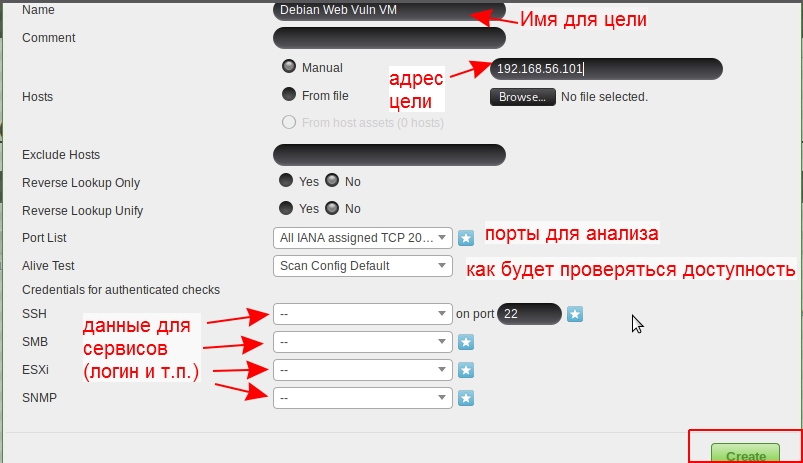 Name Debian Web Vuln VM Имя для цели
Comment
Manual 192.168.56.101
адрес цели
Hosts From file Browse... No file selected.
From host assets (0 hosts)
Exclude Hosts
Reverse Lookup Only Yes No
Reverse Lookup Unify Yes No
Port List All IANA assigned TCP 20... порты для анализа
Alive Test Scan Config Default как будет проверяться доступность
Credentials for authenticated checks
SSH -- on port 22
данные для
сервисов
(логин и т.п.)
SMB --
ESXi --
SNMP --
Create